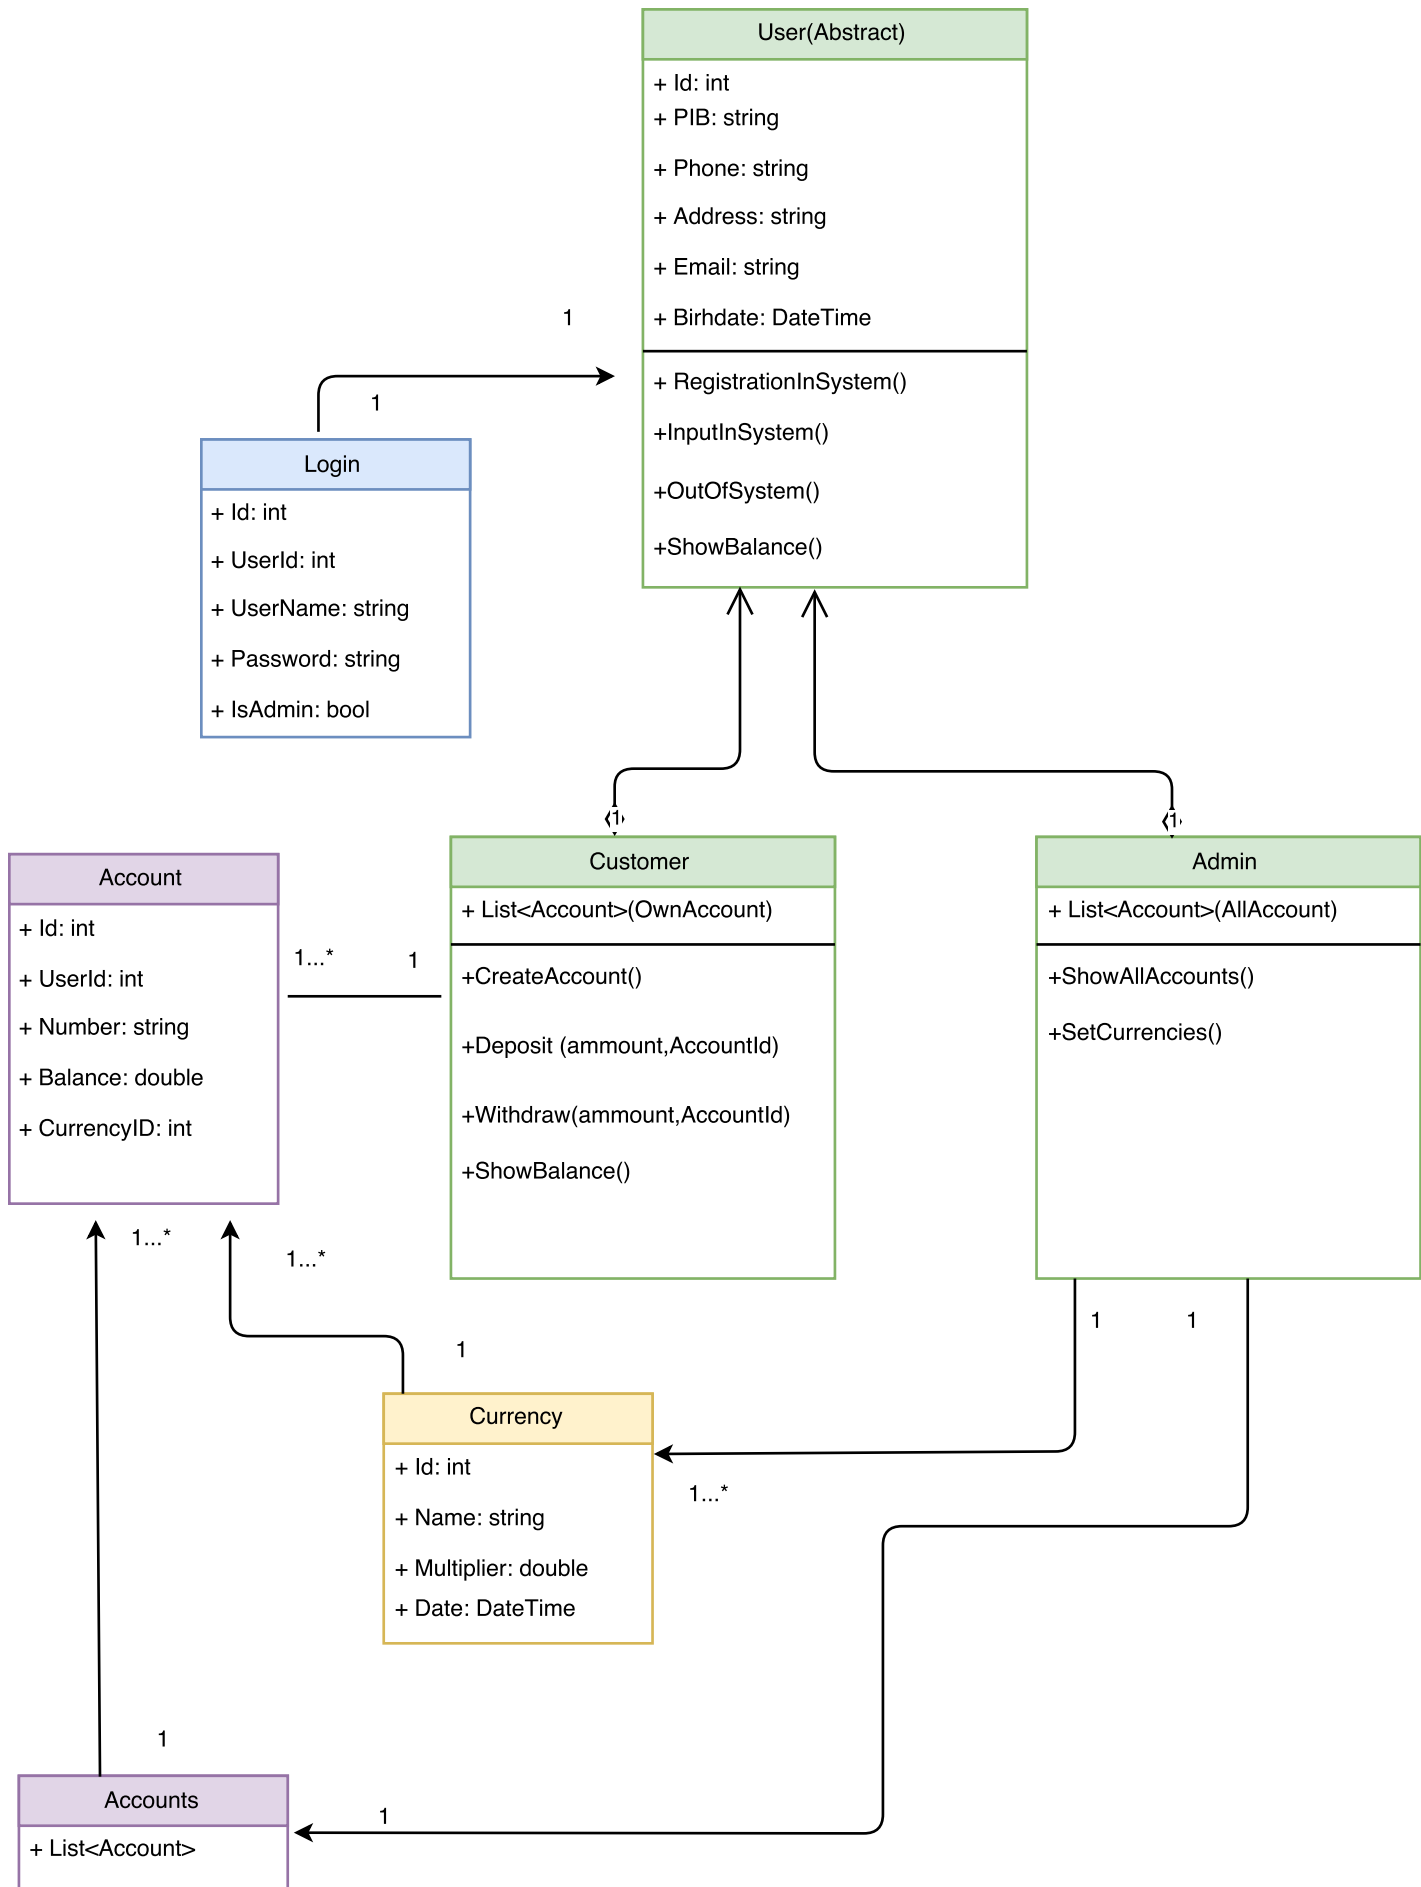 User(Abstract)
+ Id: int
+ PIB: string
+ Phone: string
+ Address: string
+ Email: string
+ Birhdate: DateTime
+ RegistrationInSystem()
+InputInSystem()
+OutOfSystem()
+ShowBalance()
1
1
Login
+ Id: int
+ UserId: int
+ UserName: string
+ Password: string
+ IsAdmin: bool
1
1
Account
+ Id: int
+ UserId: int
+ Number: string
+ Balance: double
+ CurrencyID: int
1...*
1
Customer
+ List<Account>(OwnAccount)
+CreateAccount()
+Deposit (ammount,AccountId)
+Withdraw(ammount,AccountId)
+ShowBalance()
Admin
+ List<Account>(AllAccount)
+ShowAllAccounts()
+SetCurrencies()
1...*
1...*
1
1
1
Currency
+ Id: int
+ Name: string
+ Multiplier: double
+ Date: DateTime
1...*
1
Accounts
+ List<Account>
1